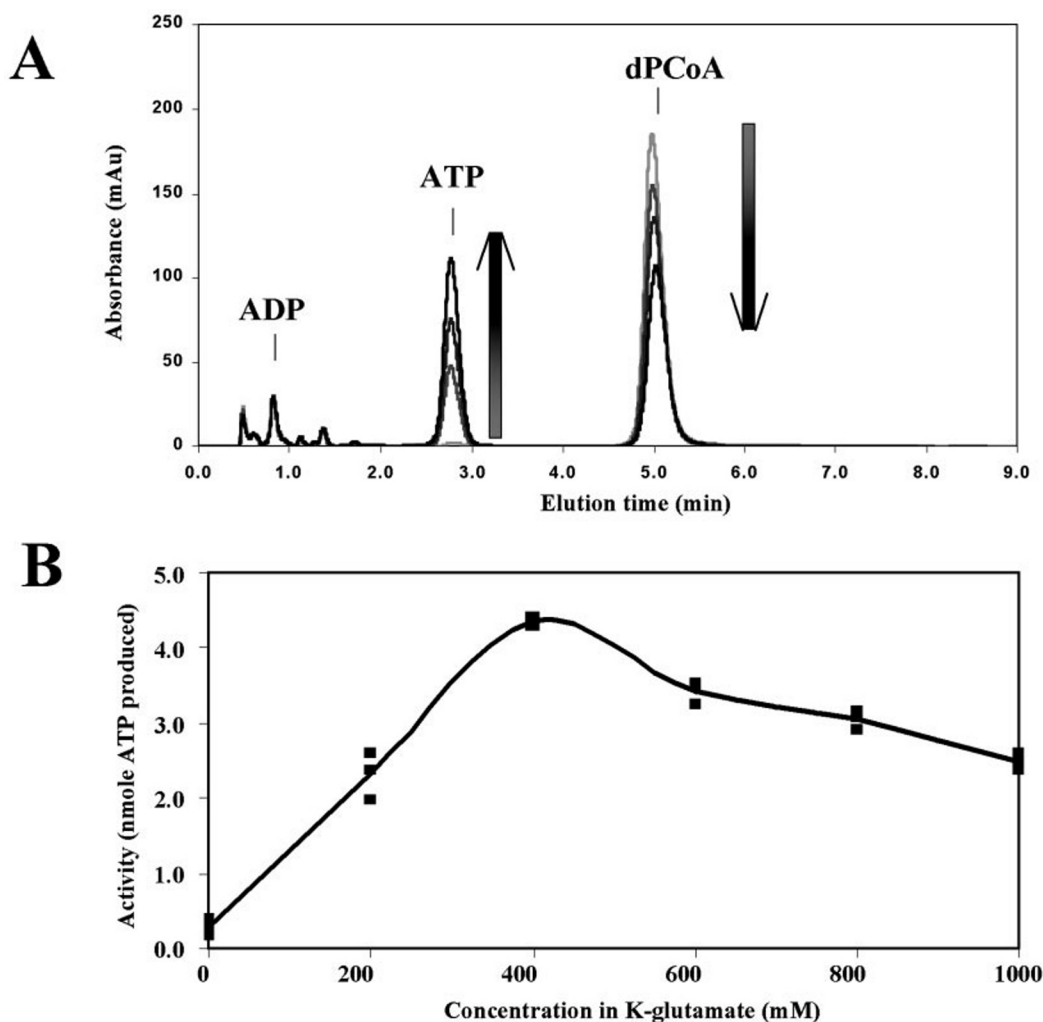 A
250
200
150
100
50
0
Absorbance (mAu)
ADP
ATP
dPCoA
0.0 1.0 2.0 3.0 4.0 5.0 6.0 7.0 8.0 9.0
Elution time (min)
B
5.0
4.0
3.0
2.0
1.0
0.0
Activity (nmole ATP produced)
0 200 400 600 800 1000
Concentration in K-glutamate (mM)